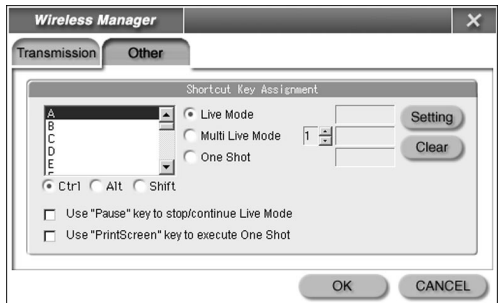 Wireless Manager
Transmission Other
Shortcut Key Assignment
A
B
C
D
E
Live Mode
Multi Live Mode 1
One Shot
Setting
Clear
Ctrl Alt Shift
Use "Pause" key to stop/continue Live Mode
Use "PrintScreen" key to execute One Shot
OK CANCEL